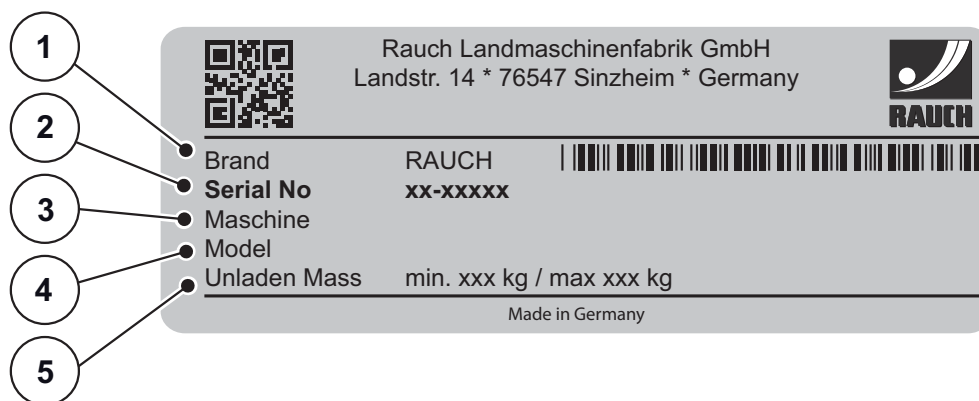 1
2
3
4
5
Rauch Landmaschinenfabrik GmbH
Landstr. 14 * 76547 Sinzheim * Germany
RAUCH
Brand RAUCH
Serial No xx-xxxxx
Maschine
Model
Unladen Mass min. xxx kg / max xxx kg
Made in Germany